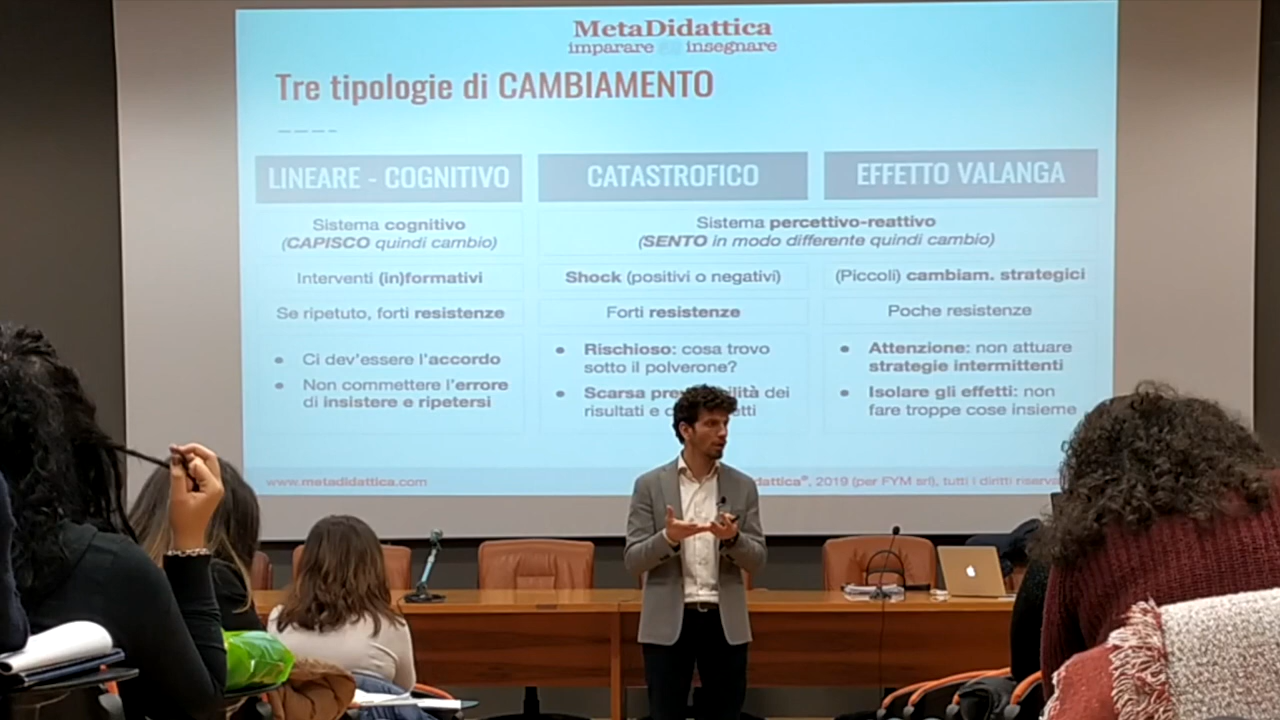 MetaDidattica
imparare insegnare
Tre tipologie di CAMBIAMENTO
LINEARE - COGNITIVO
CATASTROFICO
EFFETTO VALANGA
Sistema cognitivo
(CAPISCO quindi cambio)
Sistema percettivo-reattivo
(SENTO in modo differente quindi cambio)
Interventi (in)formativi
Shock (positivi o negativi)
(Piccoli) cambiam. strategici
Se ripetuto, forti resistenze
Forti resistenze
Poche resistenze
• Ci dev'essere l'accordo
• Non commettere l'errore
di insistere e ripetersi
• Rischioso: cosa trovo
sotto il polverone?
• Scarsa dei
risultati e
• Attenzione: non attuare
strategie intermittenti
• Isolare gli effetti: non
fare troppe cose insieme
www.metadidattica.com
dattica®, 2019 (per FYM srl), tutti i diritti